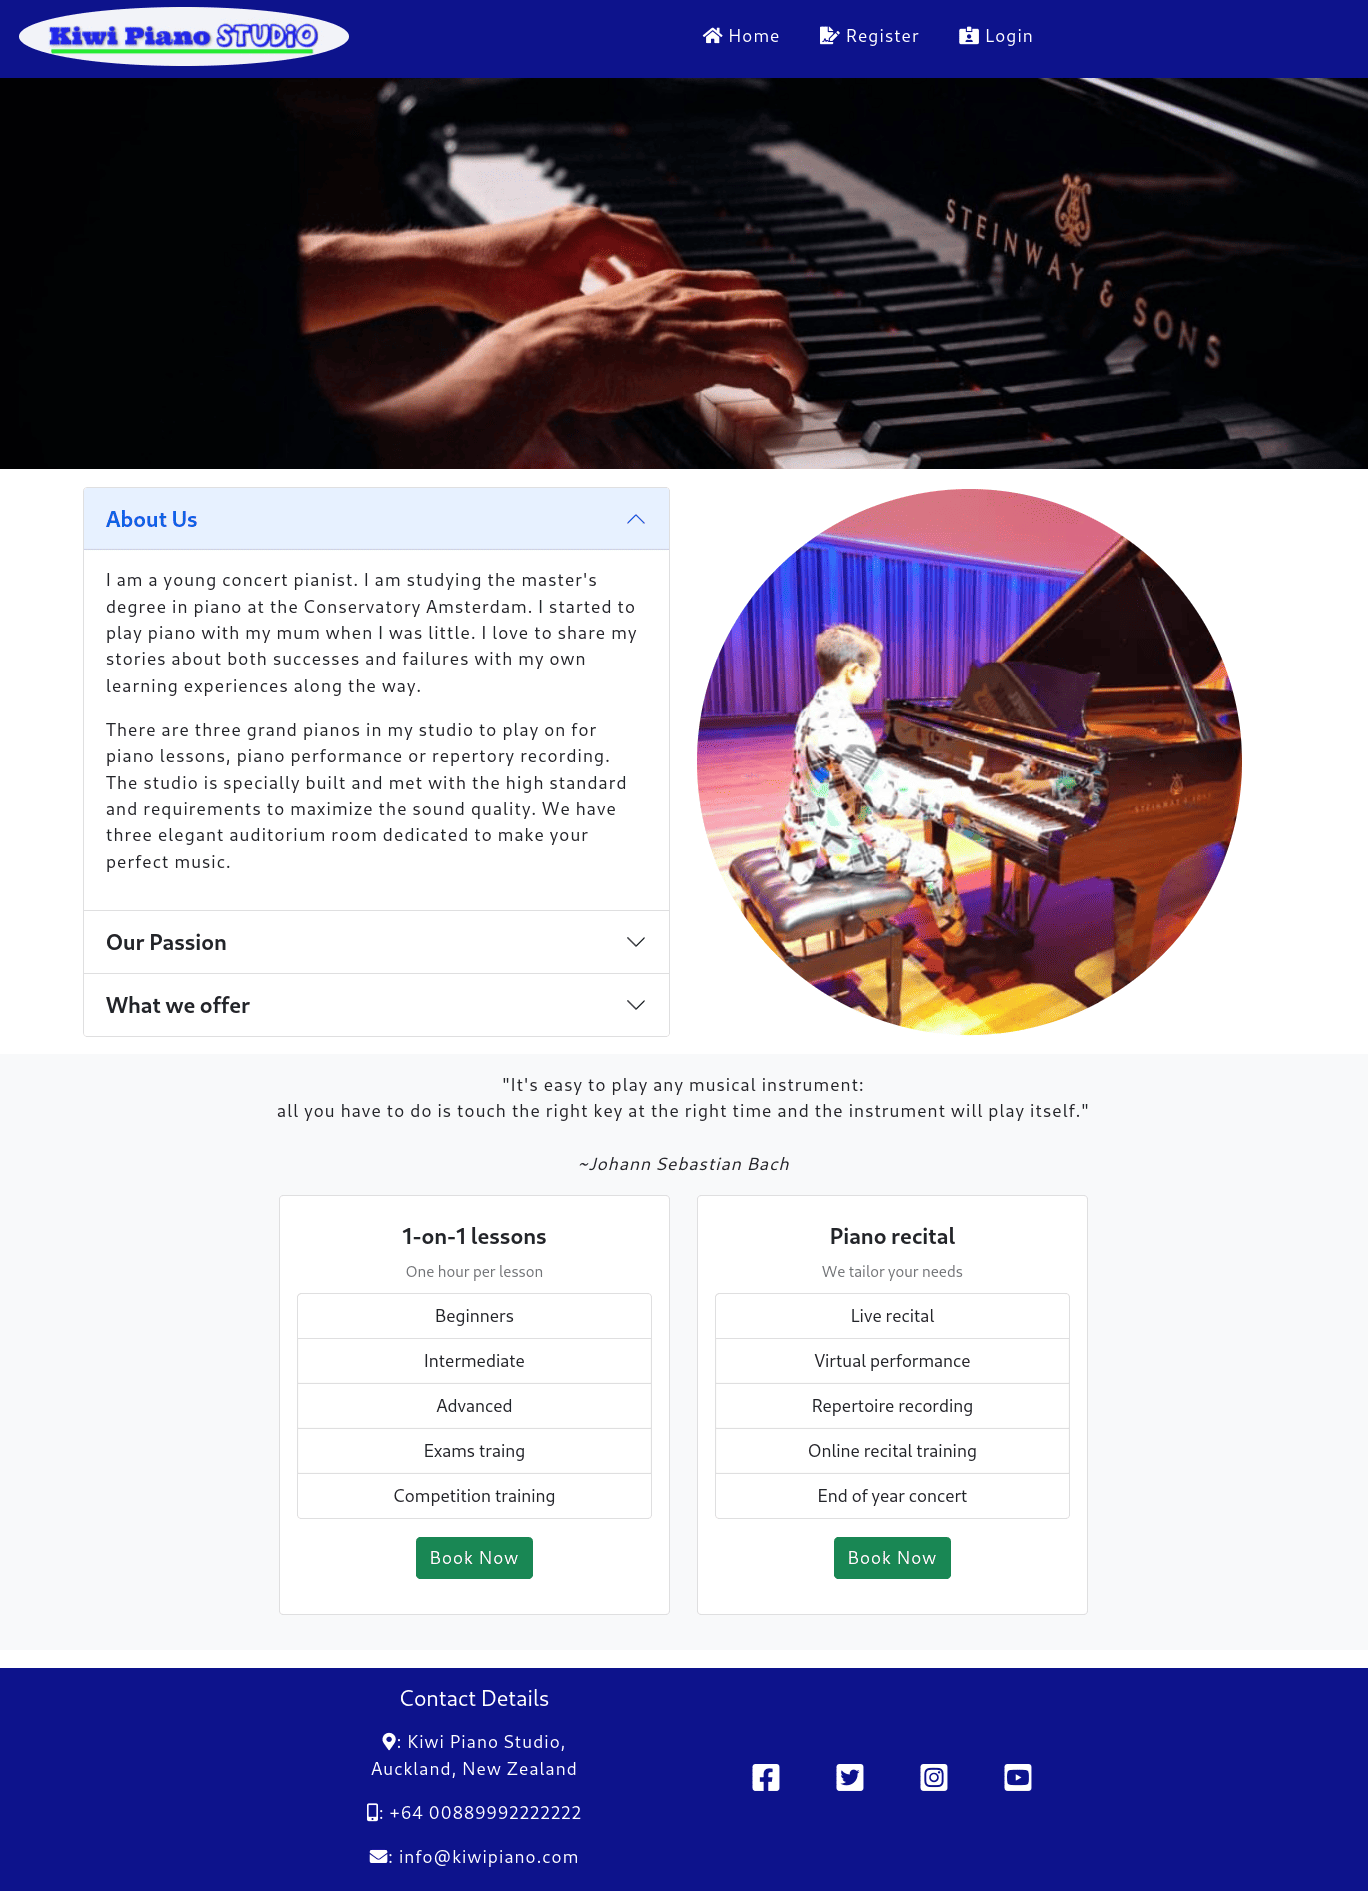 Kiwi Piano STUDiO
Home Register Login
STEINWAY & SONS
About Us
I am a young concert pianist. I am studying the master's
degree in piano at the Conservatory Amsterdam. I started to
play piano with my mum when I was little. I love to share my
stories about both successes and failures with my own
learning experiences along the way.
There are three grand pianos in my studio to play on for
piano lessons, piano performance or repertory recording.
The studio is specially built and met with the high standard
and requirements to maximize the sound quality. We have
three elegant auditorium room dedicated to make your
perfect music.
Our Passion
What we offer
STEINWAY & SONS
"It's easy to play any musical instrument:
all you have to do is touch the right key at the right time and the instrument will play itself."
~Johann Sebastian Bach
1-on-1 lessons
One hour per lesson
Beginners
Intermediate
Advanced
Exams traing
Competition training
Book Now
Piano recital
We tailor your needs
Live recital
Virtual performance
Repertoire recording
Online recital training
End of year concert
Book Now
Contact Details
: Kiwi Piano Studio,
Auckland, New Zealand
: +64 00889992222222
: info@kiwipiano.com